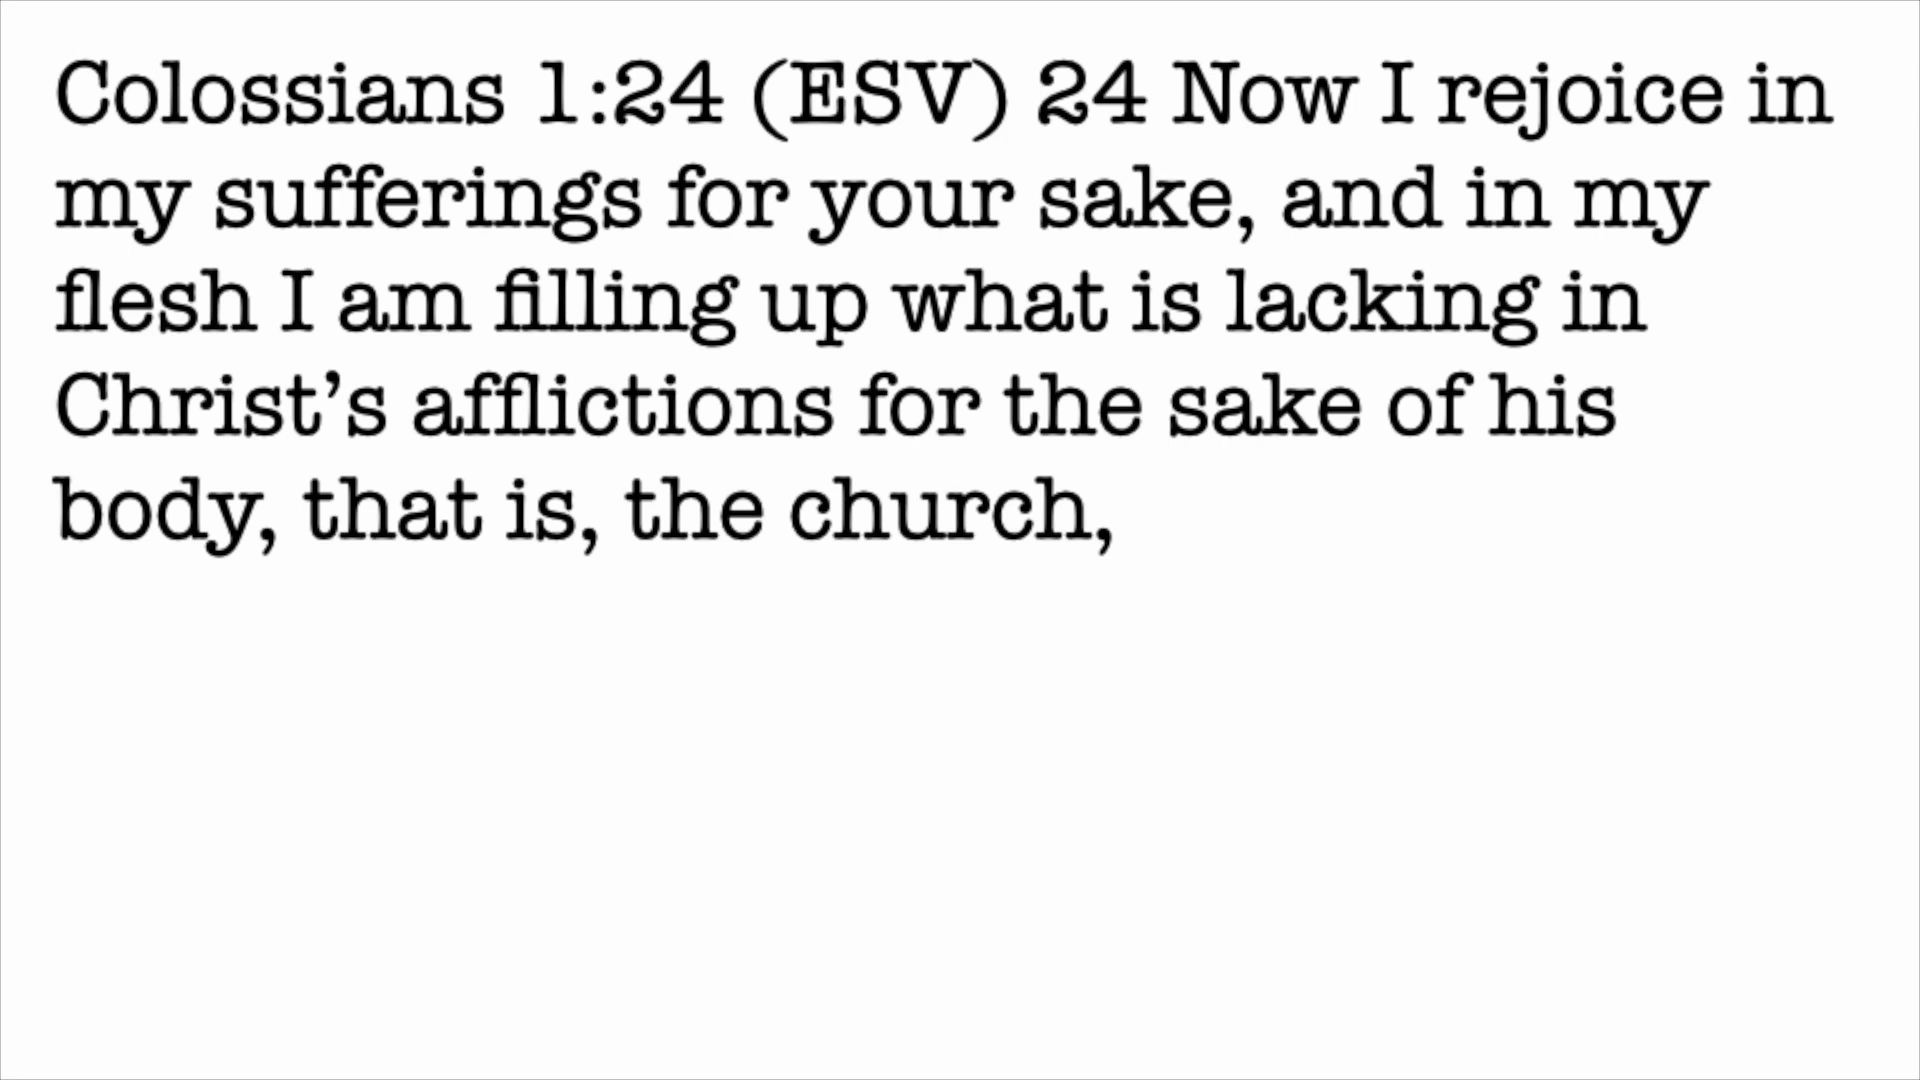 Colossians 1:24 (ESV) 24 Now I rejoice in
my sufferings for your sake, and in my
flesh I am filling up what is lacking in
Christ’s afflictions for the sake of his
body, that is, the church,